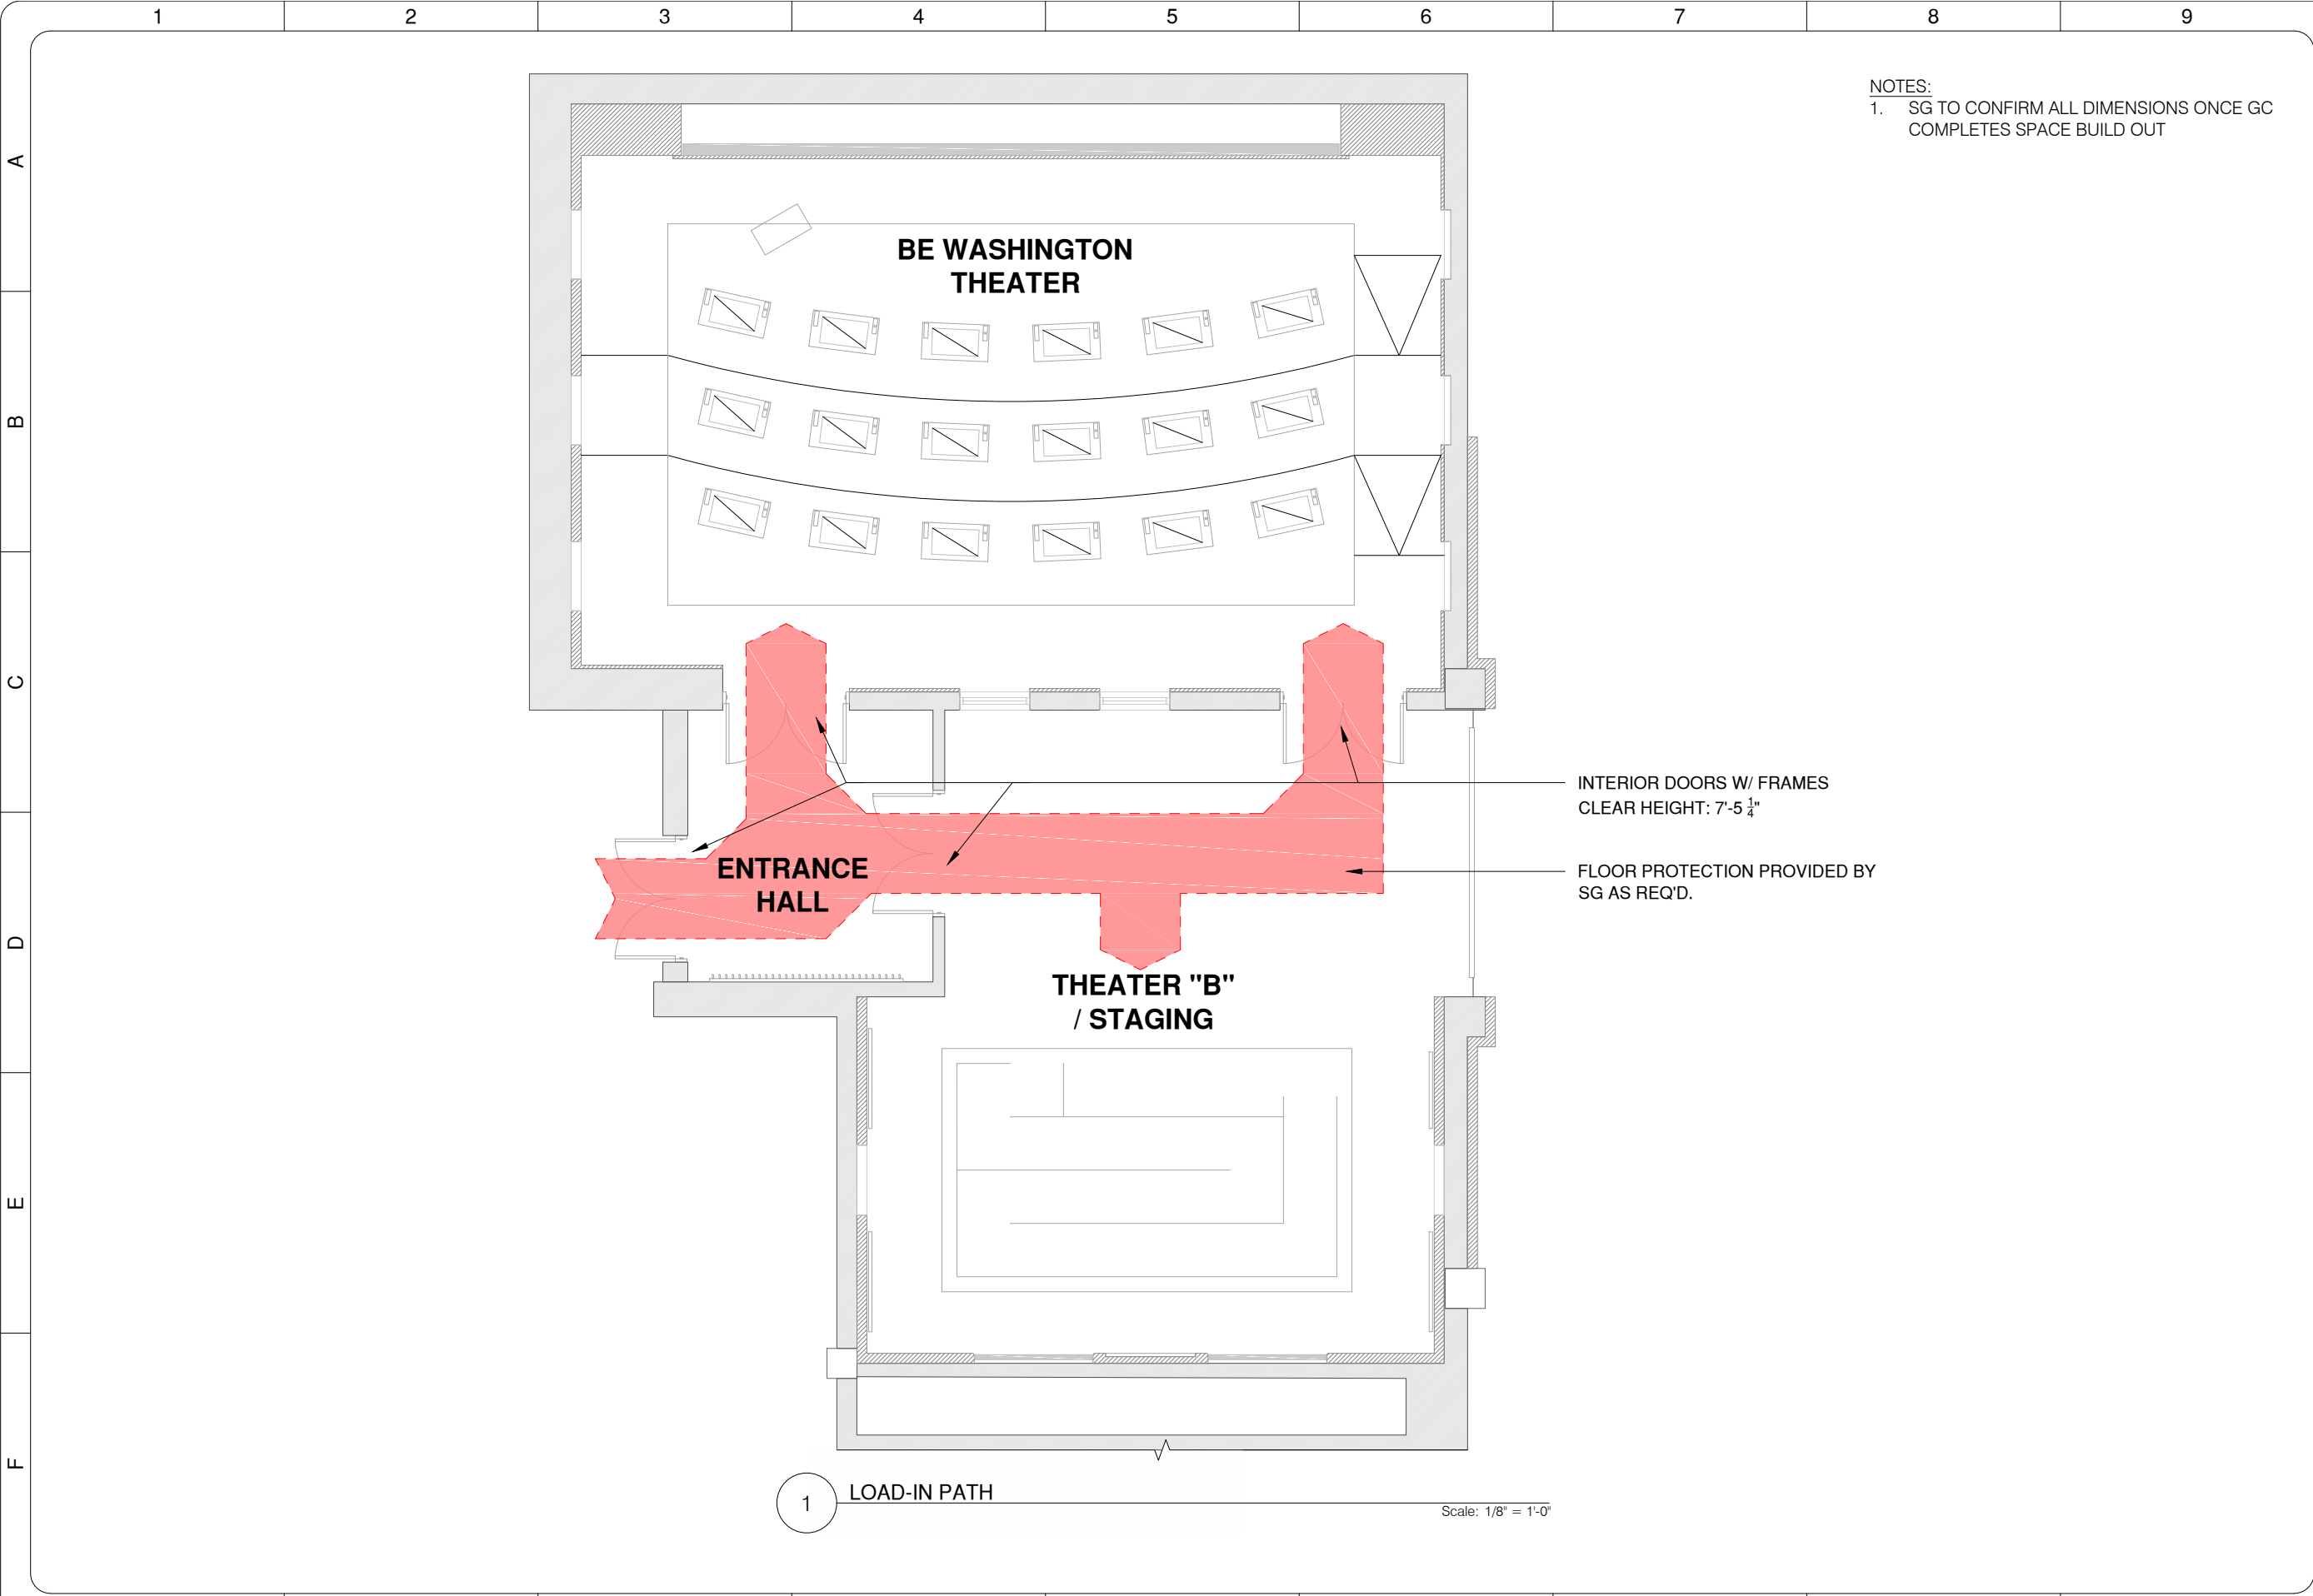 1 2 3 4 5 6 7 8 9
A
B
C
D
E
F
NOTES:
1. SG TO CONFIRM ALL DIMENSIONS ONCE GC
COMPLETES SPACE BUILD OUT
BE WASHINGTON
THEATER
INTERIOR DOORS W/ FRAMES
CLEAR HEIGHT: 7'-5 1/4"
ENTRANCE
HALL
FLOOR PROTECTION PROVIDED BY
SG AS REQ'D.
THEATER "B"
/ STAGING
1
LOAD-IN PATH
Scale: 1/8" = 1'-0"